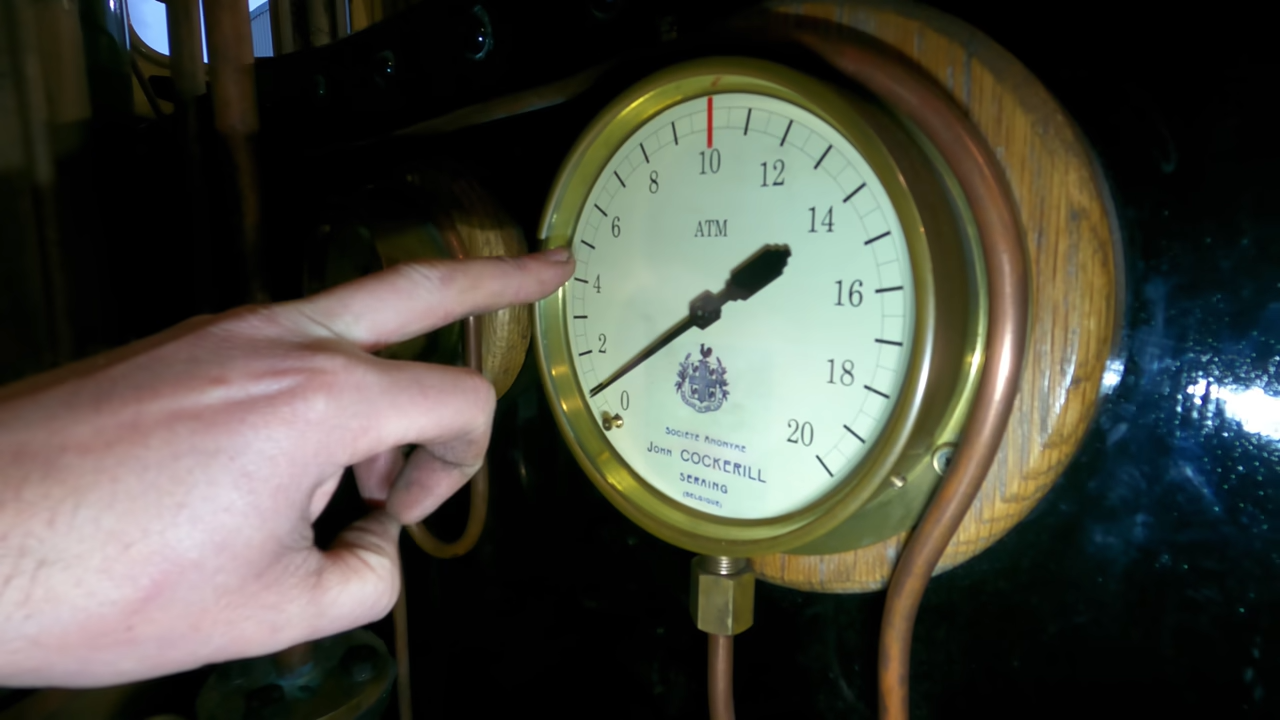 10
8
12
6
14
ATM
4
16
2
18
0
20
SOCIÉTÉ ANONYME
John COCKERILL
SERAING
(BELGIQUE)